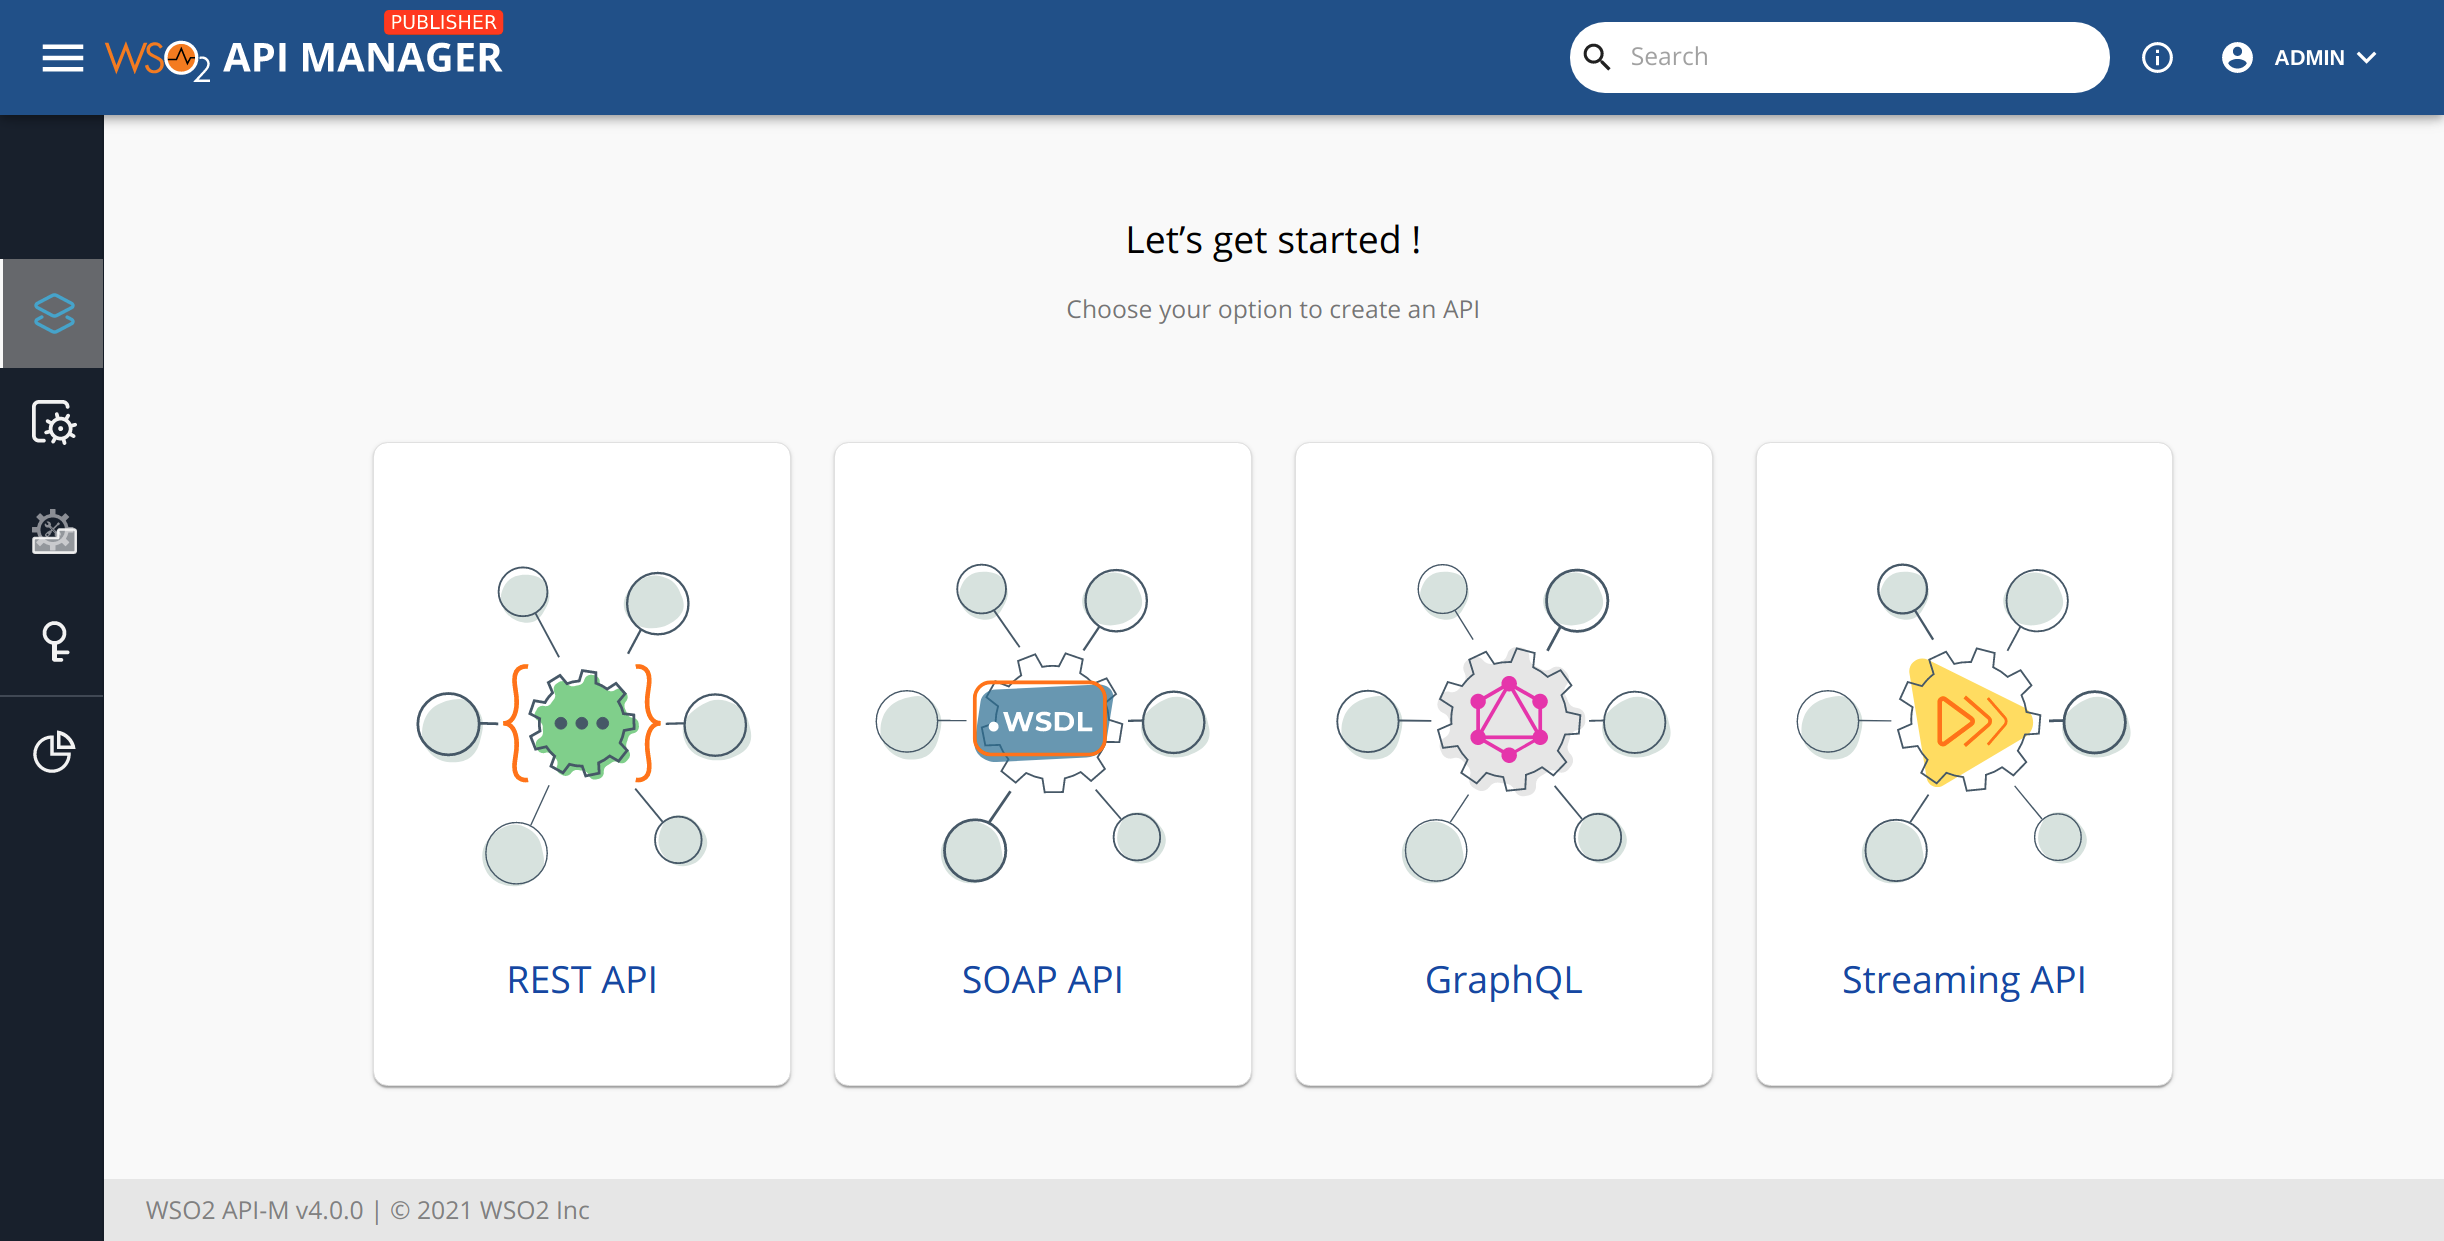 PUBLISHER
WSO2 API MANAGER
Search
ADMIN
Let's get started !
Choose your option to create an API
.WSDL
REST API
SOAP API
GraphQL
Streaming API
WSO2 API-M v4.0.0 | © 2021 WSO2 Inc